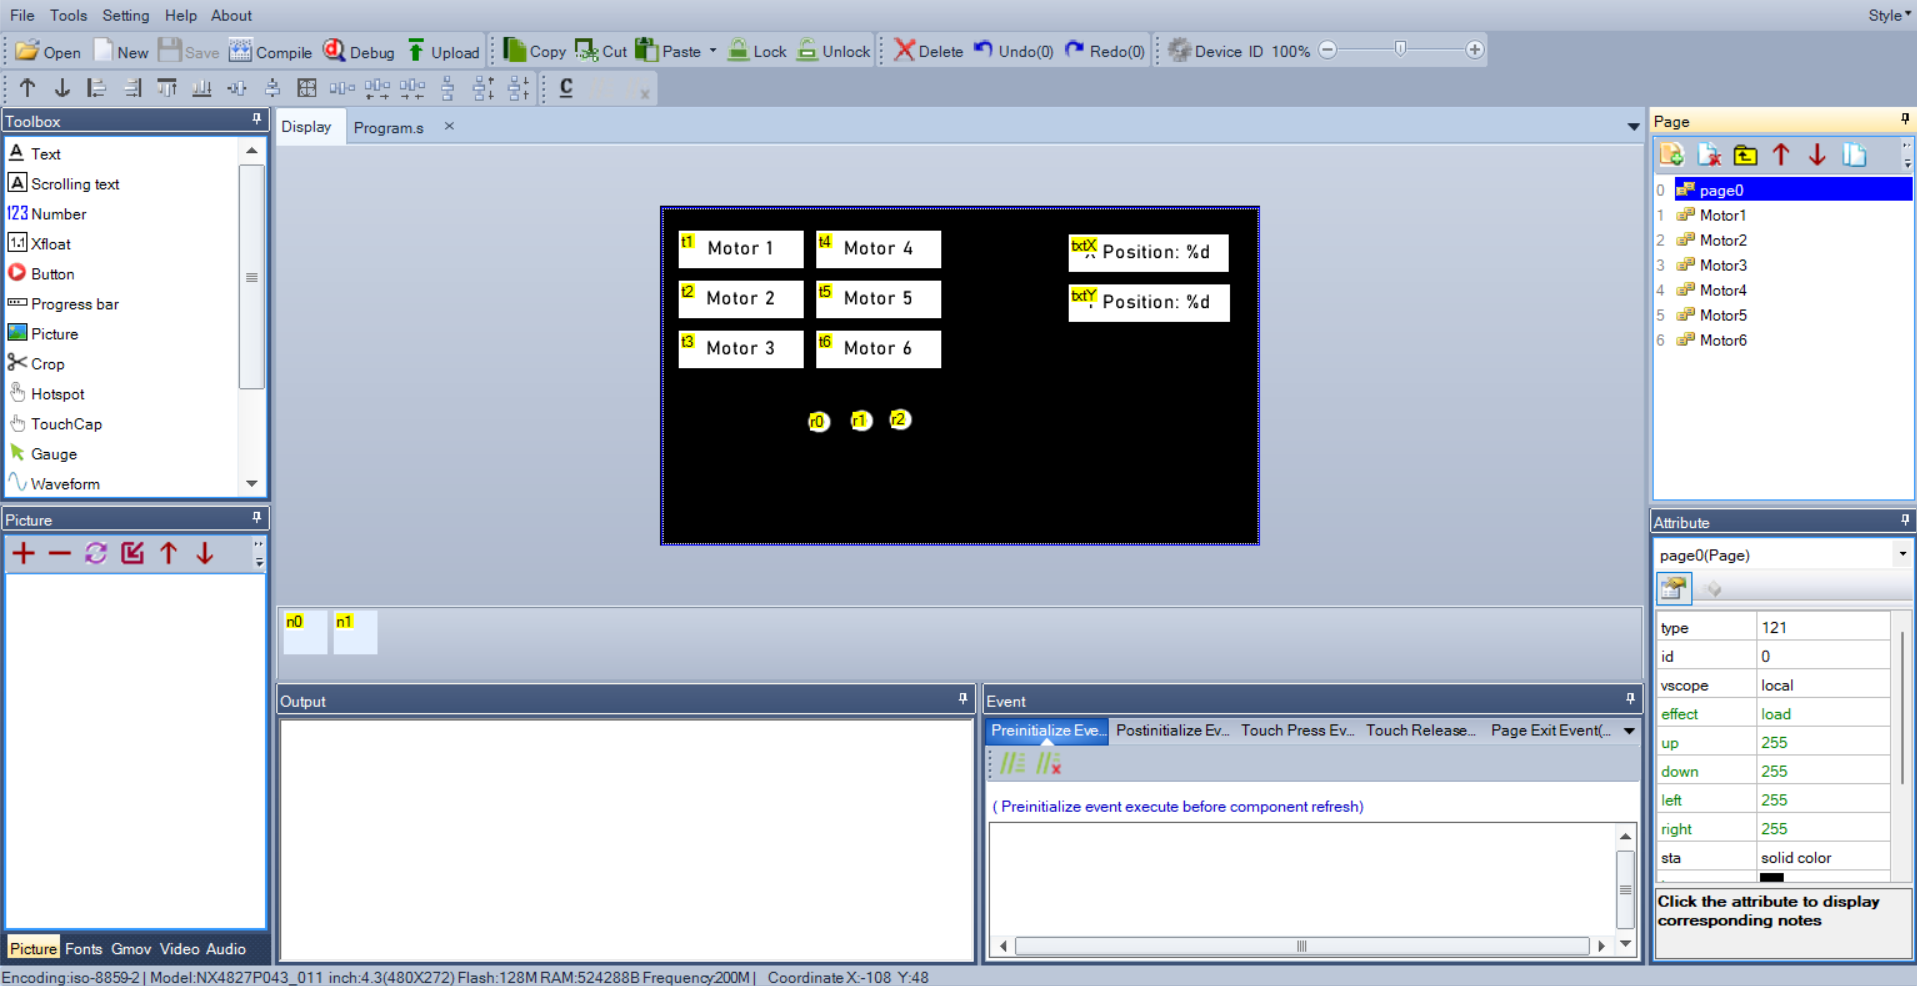 File Tools Setting Help About Style
Open New Save Compile Debug Upload Copy Cut Paste Lock Unlock Delete Undo(0) Redo(0) Device ID 100%
C
Toolbox
Text
Scrolling text
Number
Xfloat
Button
Progress bar
Picture
Crop
Hotspot
TouchCap
Gauge
Waveform
Picture
Picture Fonts Gmov Video Audio
Display Program.s
t1 Motor 1 t4 Motor 4
t2 Motor 2 t5 Motor 5
t3 Motor 3 t6 Motor 6
txtX Position: %d
txtY Position: %d
r0 r1 r2
n0 n1
Output
Event
Preinitialize Eve... Postinitialize Ev... Touch Press Ev... Touch Release... Page Exit Event(...
( Preinitialize event execute before component refresh)
Page
0 page0
1 Motor1
2 Motor2
3 Motor3
4 Motor4
5 Motor5
6 Motor6
Attribute
page0(Page)
type 121
id 0
vscope local
effect load
up 255
down 255
left 255
right 255
sta solid color
Click the attribute to display
corresponding notes
Encoding:iso-8859-2 | Model:NX4827P043_011 inch:4.3(480X272) Flash:128M RAM:524288B Frequency:200M | Coordinate X:-108 Y:48